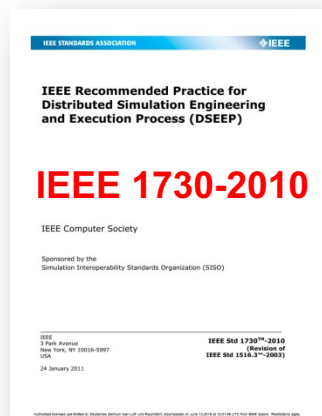 IEEE STANDARDS ASSOCIATION
IEEE
IEEE Recommended Practice for
Distributed Simulation Engineering
and Execution Process (DSEEP)
IEEE 1730-2010
IEEE Computer Society
Sponsored by the
Simulation Interoperability Standards Organization (SISO)
IEEE
3 Park Avenue
New York, NY 10016-5997
USA
24 January 2011
IEEE Std 1730™-2010
(Revision of
IEEE Std 1516.3™-2003)